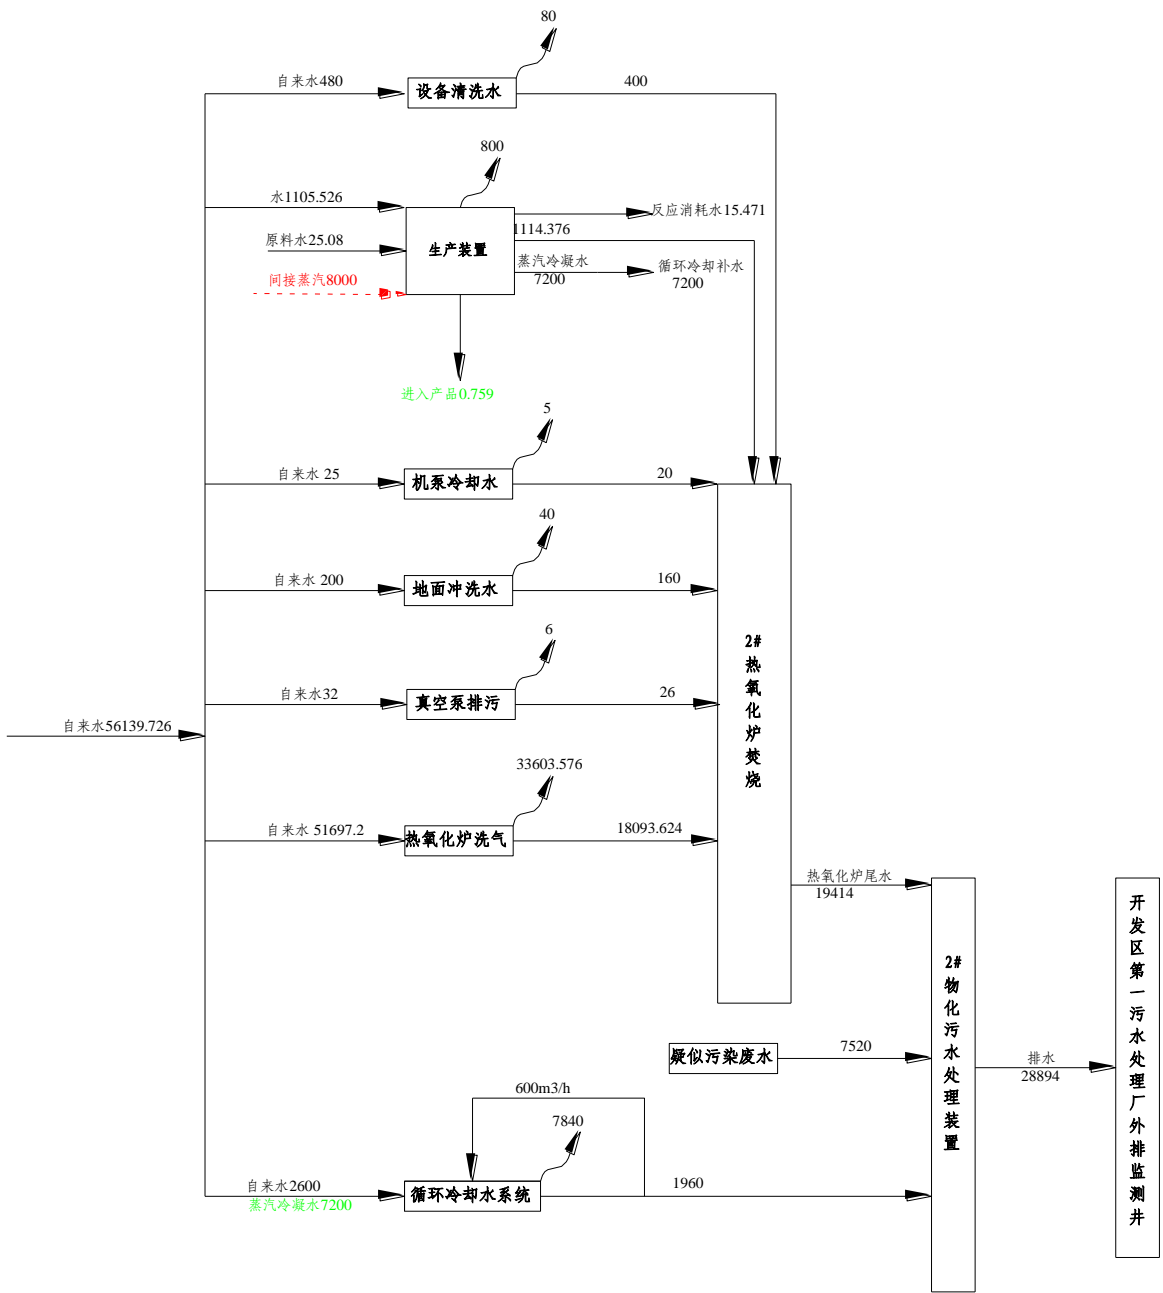 80
自来水480
设备清洗水
400
800
水1105.526
反应消耗水15.471
1114.376
原料水25.08
生产装置
蒸汽冷凝水
7200
循环冷却补水
7200
间接蒸汽8000
进入产品0.759
5
自来水 25
机泵冷却水
20
40
自来水 200
地面冲洗水
160
6
自来水32
真空泵排污
26
2#热氧化炉焚烧
自来水56139.726
33603.576
自来水 51697.2
热氧化炉洗气
18093.624
热氧化炉尾水
19414
2#物化污水处理装置
开发区第一污水处理厂外排监测井
疑似污染废水
7520
排水
28894
600m3/h
7840
自来水2600
蒸汽冷凝水7200
循环冷却水系统
1960